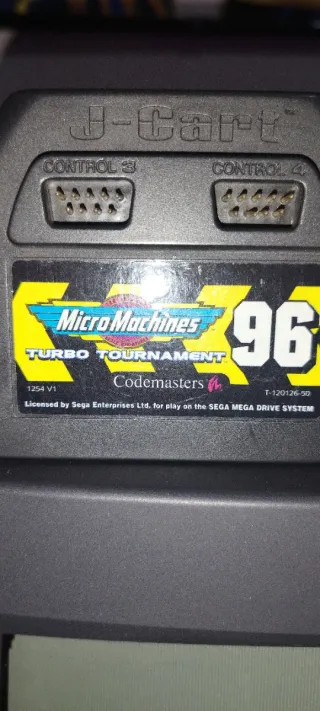 J-Cart™
CONTROL 3 CONTROL 4
Micro Machines
TURBO TOURNAMENT 96
Codemasters
1254 V1 T-120126-50
Licensed by Sega Enterprises Ltd. for play on the SEGA MEGA DRIVE SYSTEM